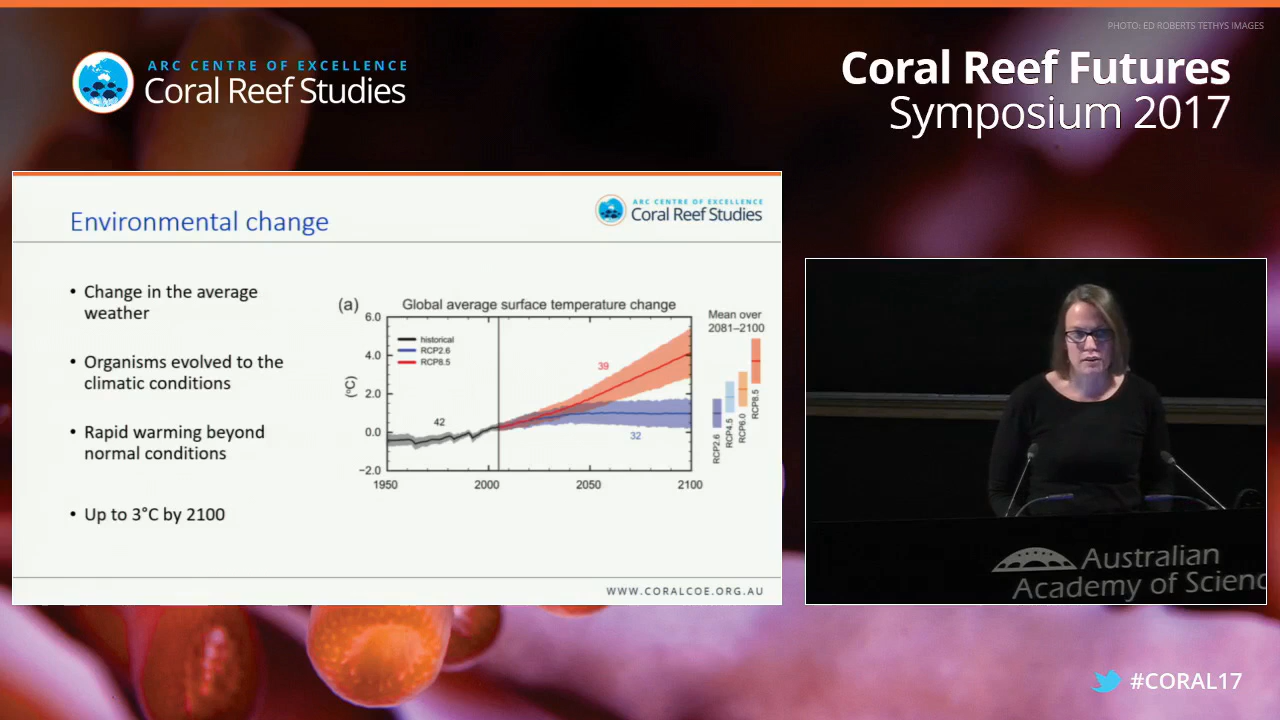 PHOTO: ED ROBERTS TETHYS IMAGES
ARC CENTRE OF EXCELLENCE
Coral Reef Studies
Coral Reef Futures
Symposium 2017
Environmental change
ARC CENTRE OF EXCELLENCE
Coral Reef Studies
• Change in the average
weather
• Organisms evolved to the
climatic conditions
• Rapid warming beyond
normal conditions
• Up to 3°C by 2100
(a)
Global average surface temperature change
Mean over
2081–2100
6.0
4.0
2.0
0.0
−2.0
(°C)
historical
RCP2.6
RCP8.5
42
39
32
1950
2000
2050
2100
RCP2.6
RCP4.5
RCP6.0
RCP8.5
WWW.CORALCOE.ORG.AU
Australian
Academy of Scienc
#CORAL17